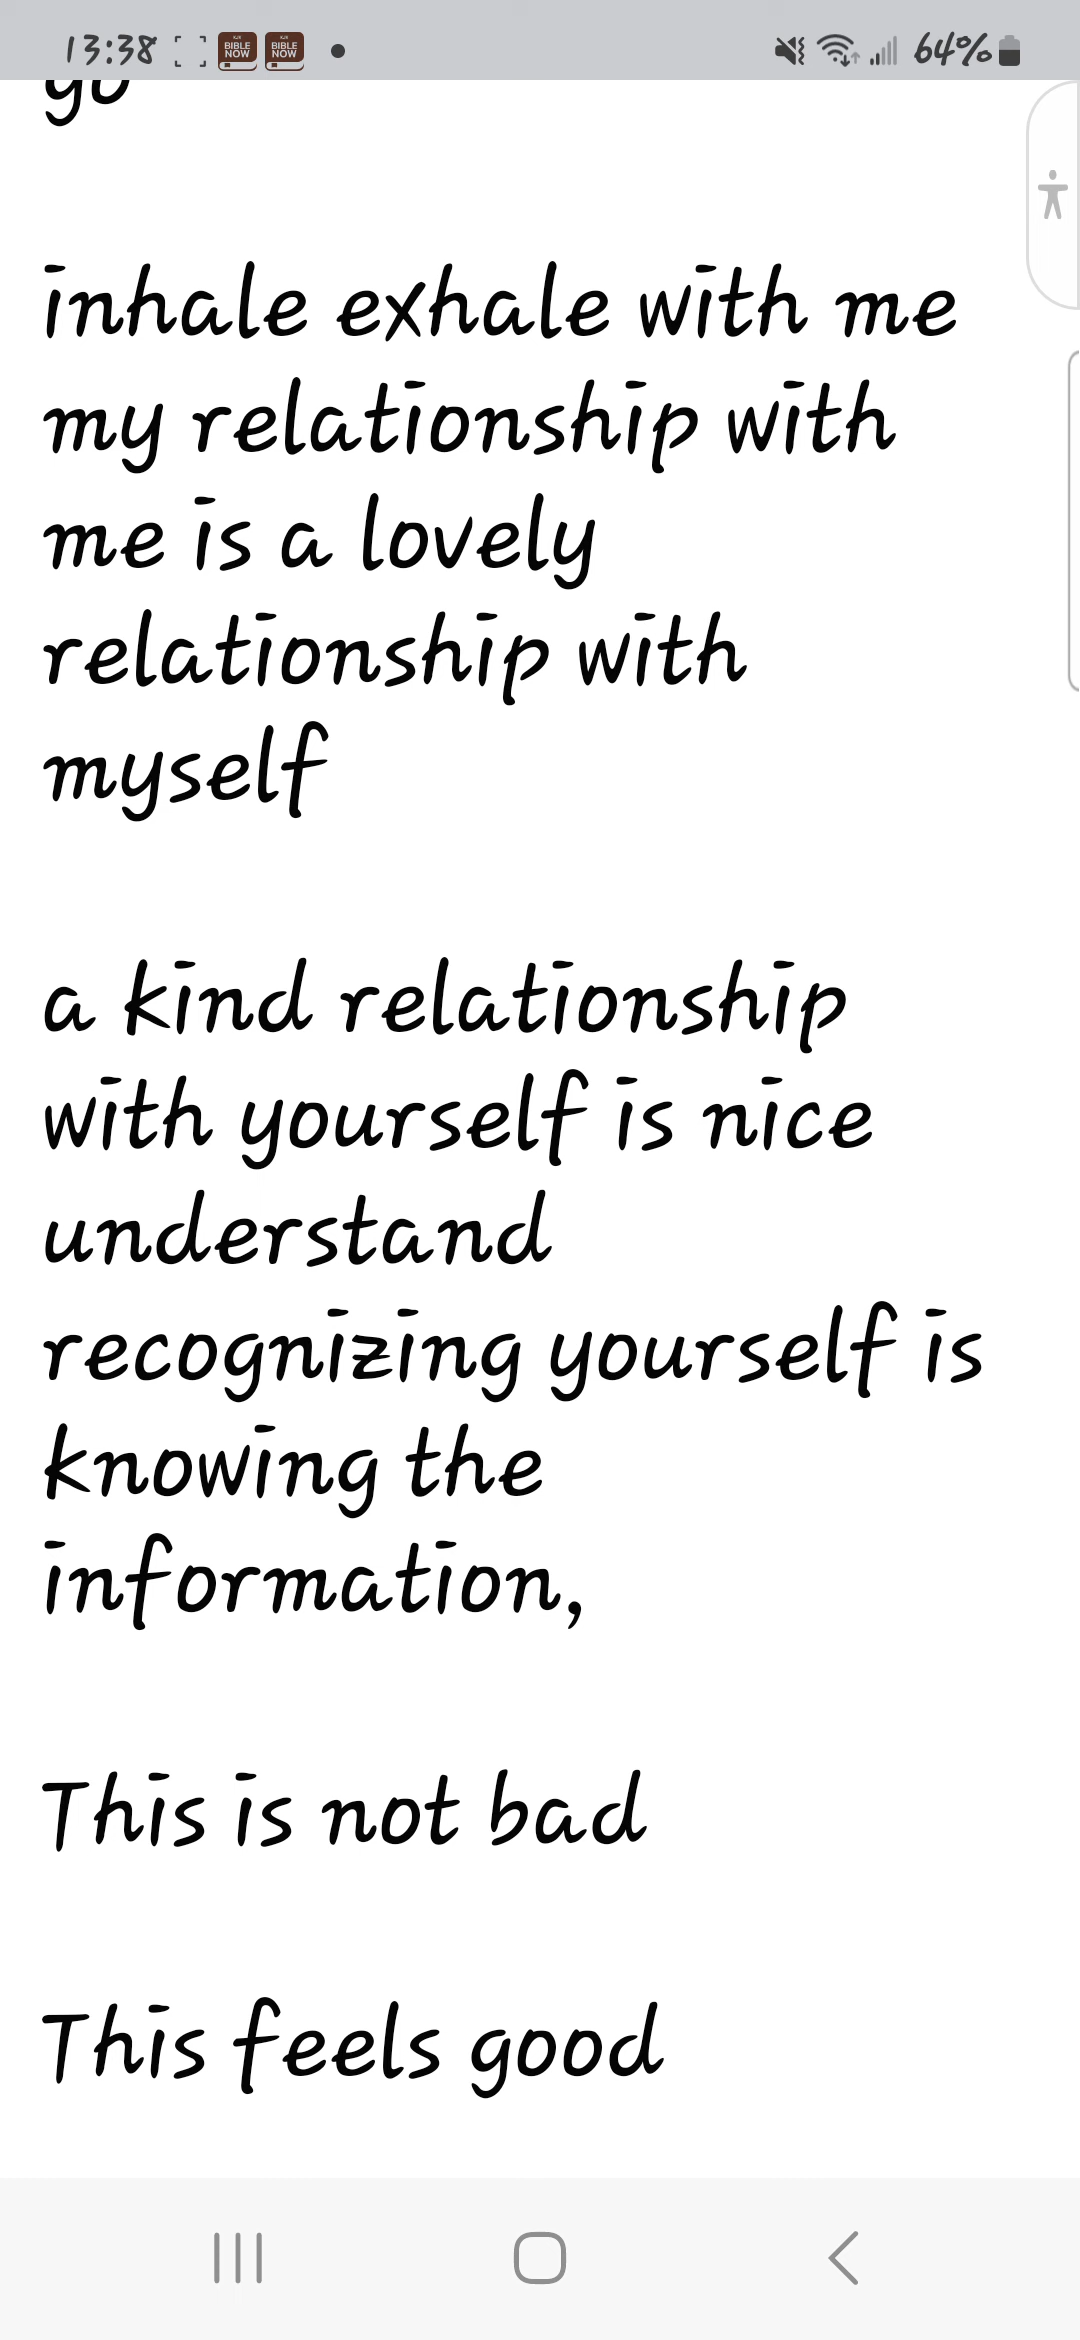 13:38 BIBLE NOW BIBLE NOW 64%
go
inhale exhale with me
my relationship with
me is a lovely
relationship with
myself
a kind relationship
with yourself is nice
understand
recognizing yourself is
knowing the
information,
This is not bad
This feels good